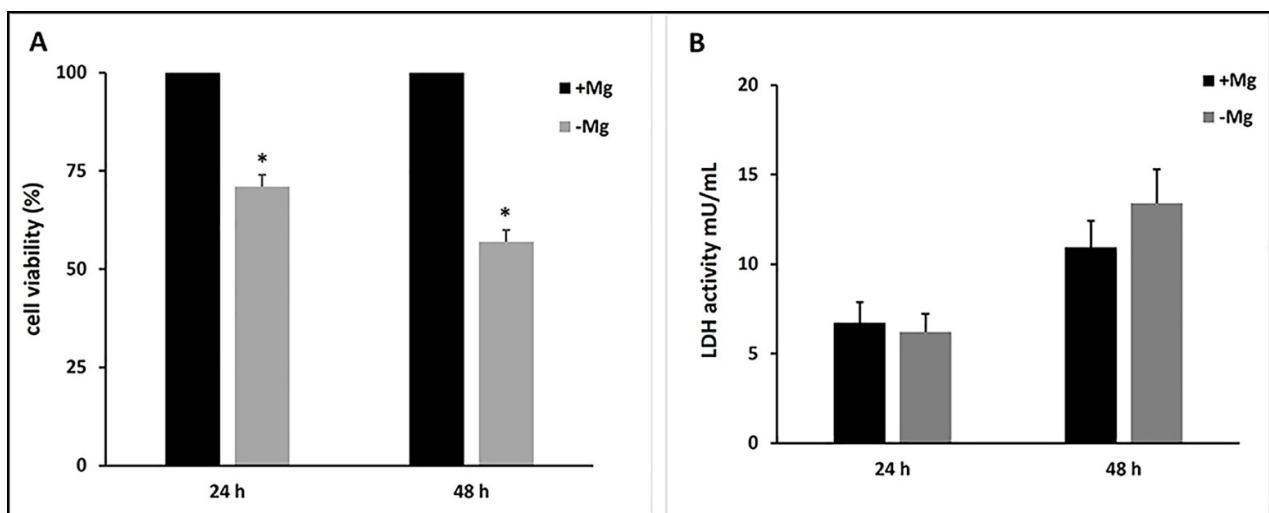 A
cell viability (%)
100
75
50
25
0
+Mg
-Mg
*
*
24 h
48 h
B
LDH activity mU/mL
20
15
10
5
0
+Mg
-Mg
24 h
48 h